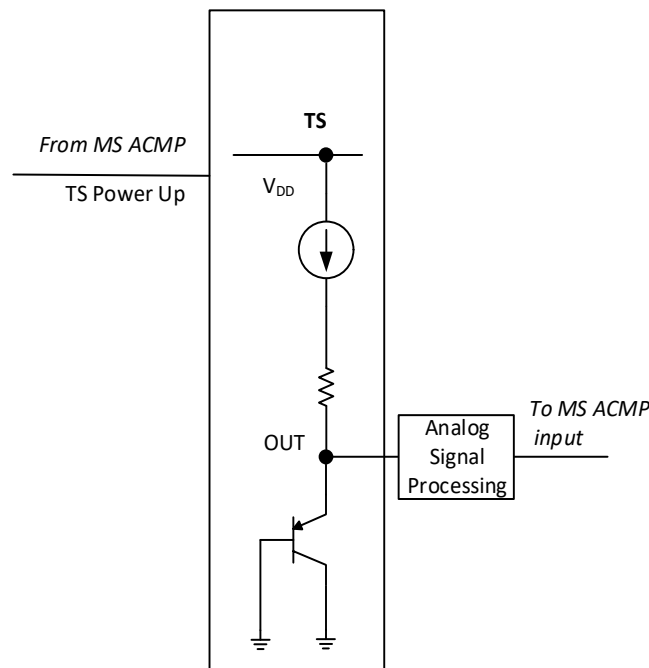 TS
From MS ACMP
TS Power Up
VDD
OUT
Analog
Signal
Processing
To MS ACMP
input